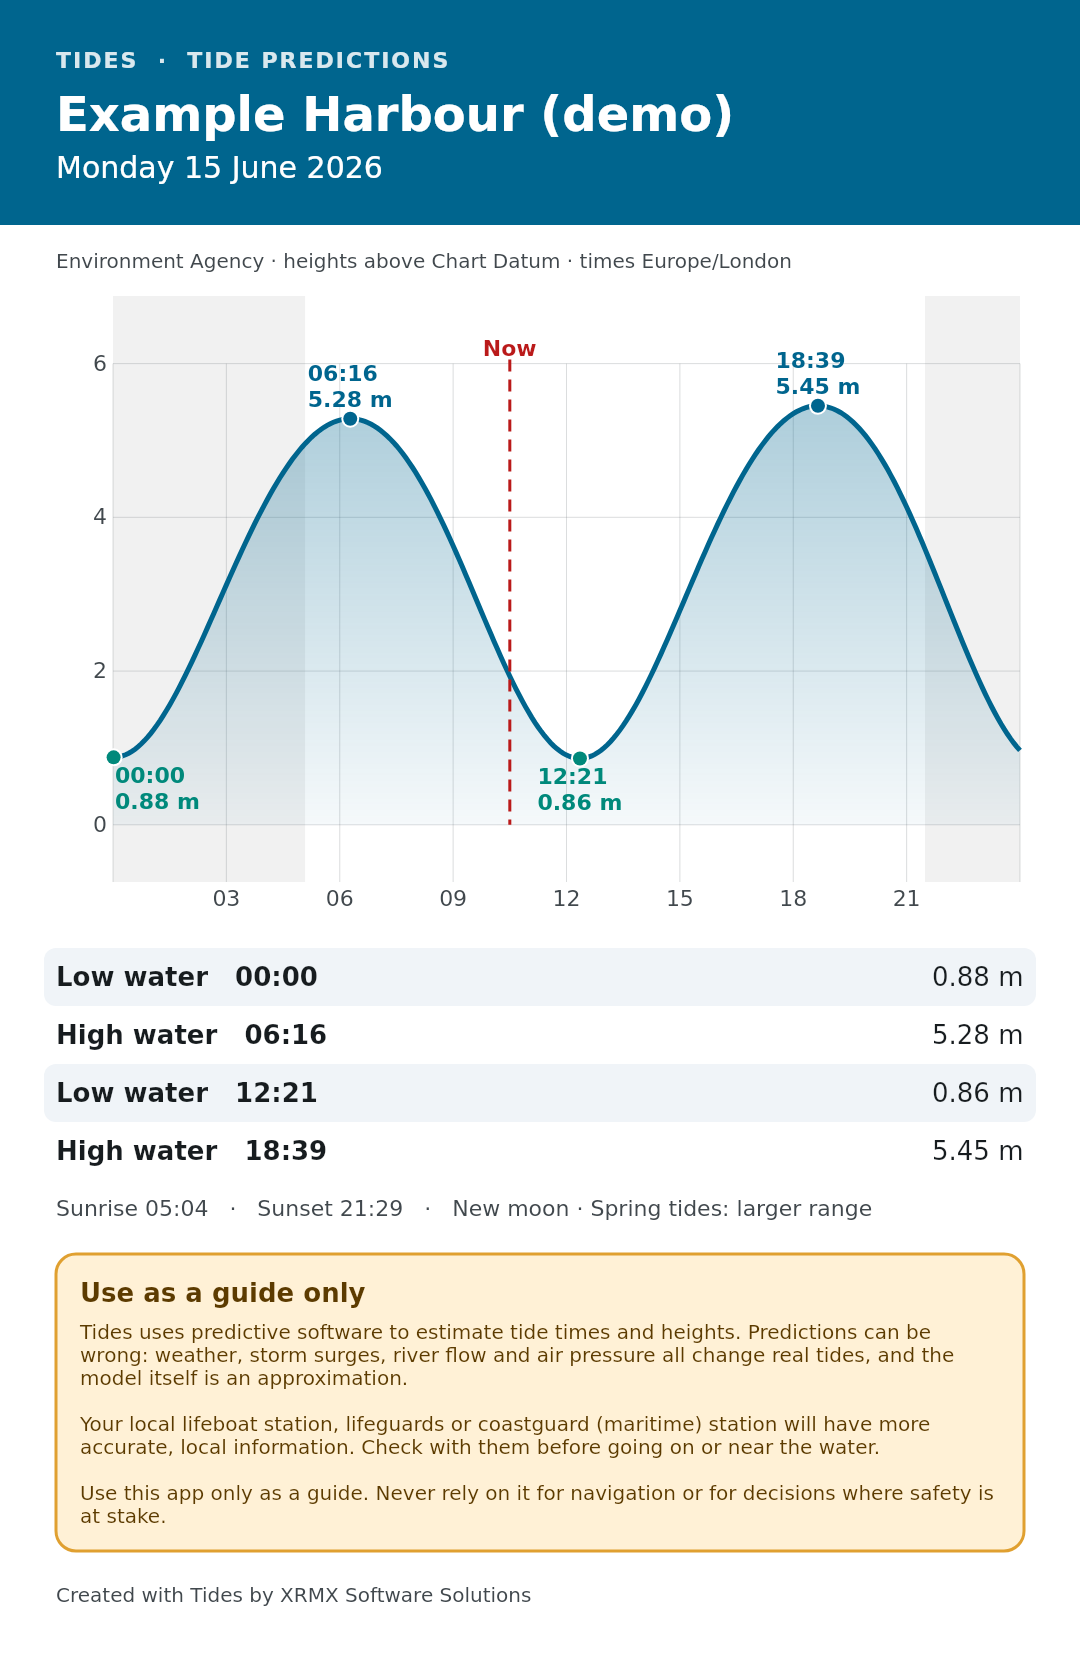 TIDES · TIDE PREDICTIONS
Example Harbour (demo)
Monday 15 June 2026
Environment Agency · heights above Chart Datum · times Europe/London
Now
06:16
5.28 m
18:39
5.45 m
00:00
0.88 m
12:21
0.86 m
6
4
2
0
03 06 09 12 15 18 21
Low water 00:00 0.88 m
High water 06:16 5.28 m
Low water 12:21 0.86 m
High water 18:39 5.45 m
Sunrise 05:04 · Sunset 21:29 · New moon · Spring tides: larger range
Use as a guide only
Tides uses predictive software to estimate tide times and heights. Predictions can be
wrong: weather, storm surges, river flow and air pressure all change real tides, and the
model itself is an approximation.
Your local lifeboat station, lifeguards or coastguard (maritime) station will have more
accurate, local information. Check with them before going on or near the water.
Use this app only as a guide. Never rely on it for navigation or for decisions where safety is
at stake.
Created with Tides by XRMX Software Solutions